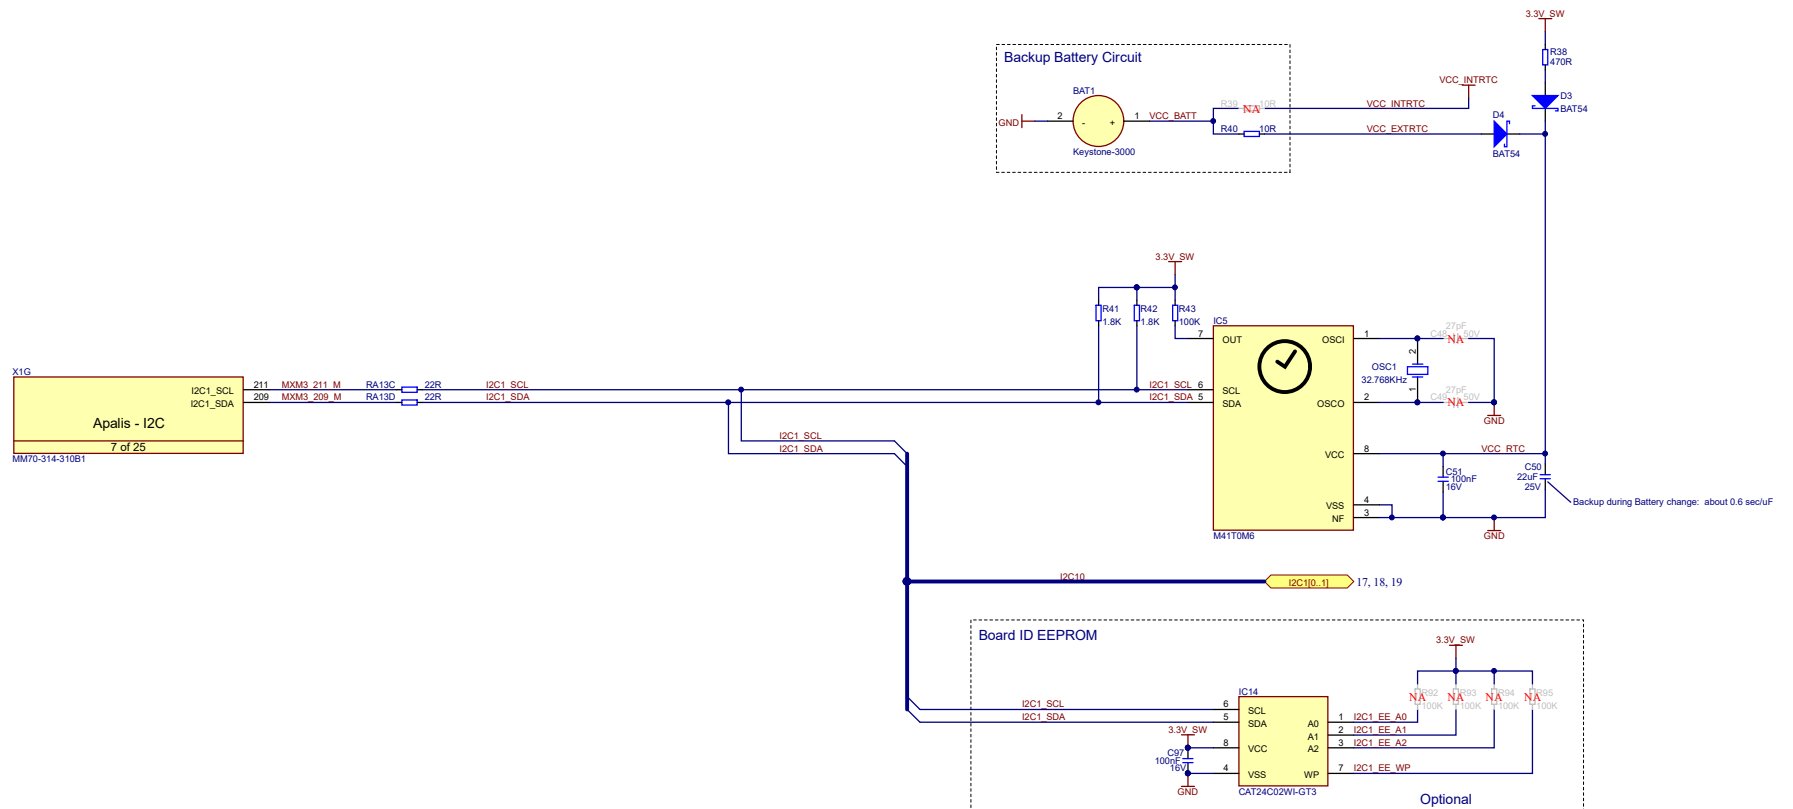 3.3V_SW
R38
470R
D3
BAT54
Backup Battery Circuit
BAT1
GND
2
-
+
1
VCC_BATT
Keystone-3000
R39
NA
10R
VCC_INTRTC
VCC_INTRTC
R40
10R
VCC_EXTRTC
D4
BAT54
3.3V_SW
R41
1.8K
R42
1.8K
R43
100K
IC5
7
OUT
OSCI
1
27pF
C48
NA
50V
OSC1
32.768KHz
2
1
X1G
I2C1_SCL
211
MXM3_211_M
RA13C
22R
I2C1_SCL
I2C1_SCL
6
SCL
I2C1_SDA
209
MXM3_209_M
RA13D
22R
I2C1_SDA
I2C1_SDA
5
SDA
OSCO
2
27pF
C49
NA
50V
GND
Apalis - I2C
7 of 25
MM70-314-310B1
I2C1_SCL
I2C1_SDA
VCC
8
VCC_RTC
C51
100nF
16V
C50
22uF
25V
Backup during Battery change:  about 0.6 sec/uF
VSS
4
NF
3
GND
M41T0M6
I2C10
I2C1[0..1]
17, 18, 19
Board ID EEPROM
3.3V_SW
NA
R92
100K
NA
R93
100K
NA
R94
100K
NA
R95
100K
IC14
I2C1_SCL
6
SCL
I2C1_SDA
5
SDA
A0
1
I2C1_EE_A0
A1
2
I2C1_EE_A1
A2
3
I2C1_EE_A2
3.3V_SW
8
VCC
C97
100nF
16V
4
VSS
WP
7
I2C1_EE_WP
GND
CAT24C02WI-GT3
Optional